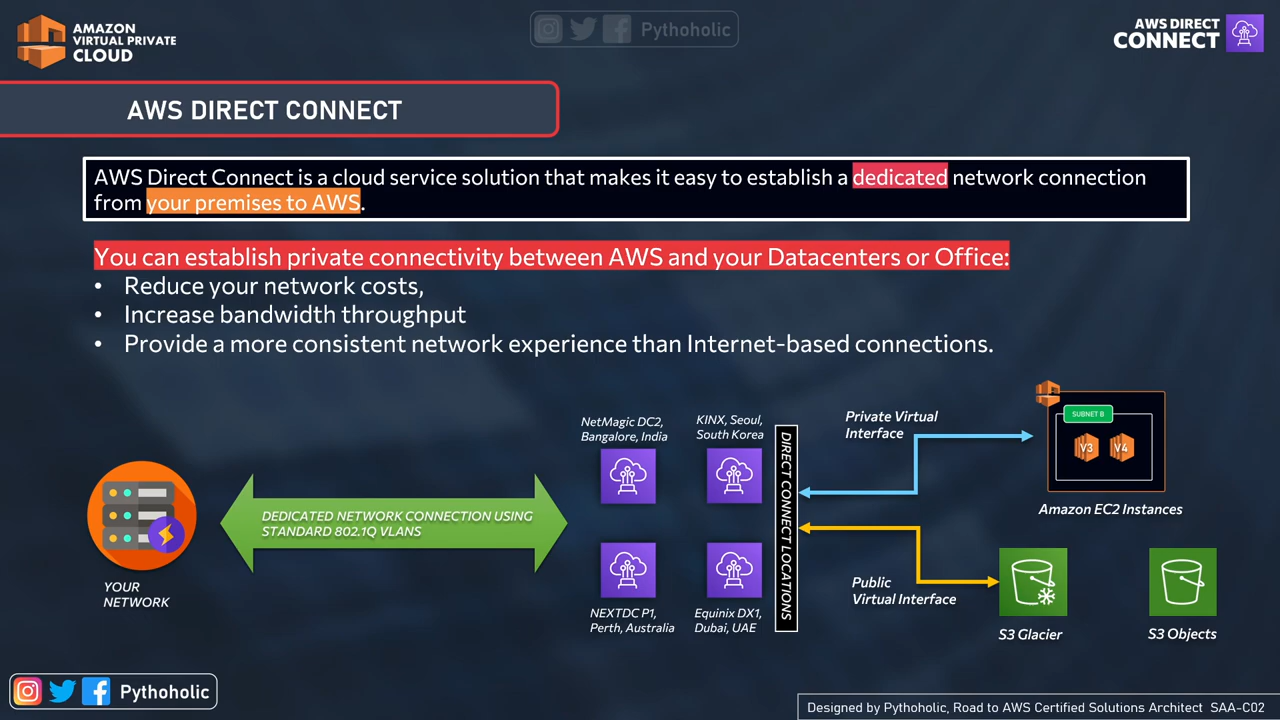 AMAZON
VIRTUAL PRIVATE
CLOUD
Pythoholic
AWS DIRECT
CONNECT
AWS DIRECT CONNECT
AWS Direct Connect is a cloud service solution that makes it easy to establish a dedicated network connection
from your premises to AWS.
You can establish private connectivity between AWS and your Datacenters or Office:
• Reduce your network costs,
• Increase bandwidth throughput
• Provide a more consistent network experience than Internet-based connections.
YOUR
NETWORK
DEDICATED NETWORK CONNECTION USING
STANDARD 802.1Q VLANS
NetMagic DC2,
Bangalore, India
KINX, Seoul,
South Korea
NEXTDC P1,
Perth, Australia
Equinix DX1,
Dubai, UAE
DIRECT CONNECT LOCATIONS
Private Virtual
Interface
Public
Virtual Interface
SUBNET B
V3
V4
Amazon EC2 Instances
S3 Glacier
S3 Objects
Pythoholic
Designed by Pythoholic, Road to AWS Certified Solutions Architect SAA-C02